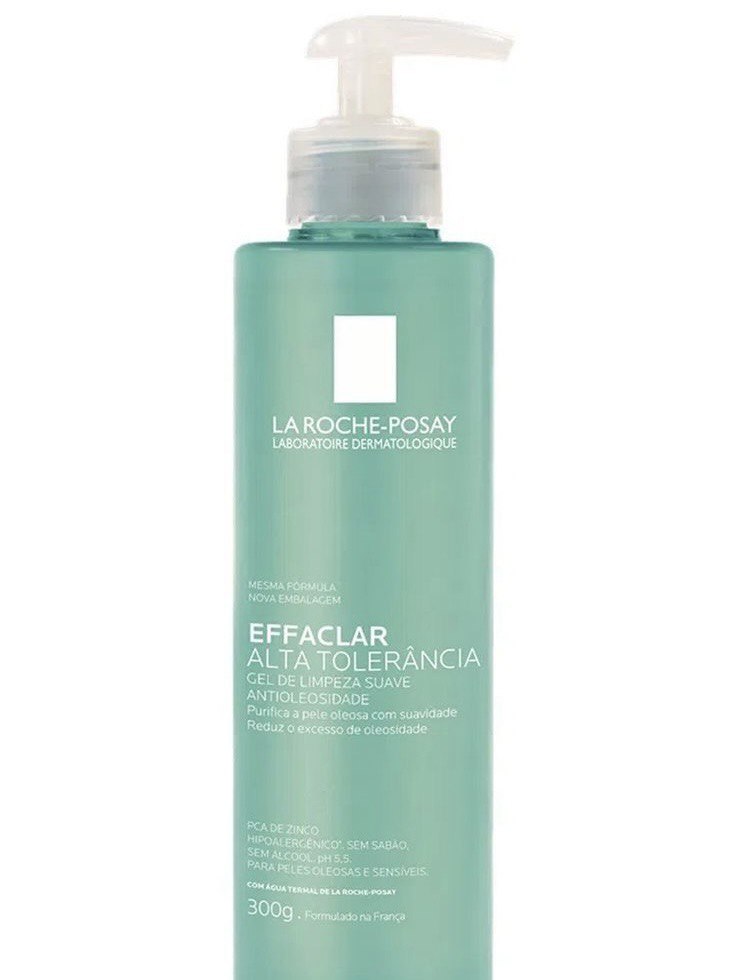 LA ROCHE-POSAY
LABORATOIRE DERMATOLOGIQUE
MESMA FÓRMULA
NOVA EMBALAGEM
EFFACLAR
ALTA TOLERÂNCIA
GEL DE LIMPEZA SUAVE
ANTIOLEOSIDADE
Purifica a pele oleosa com suavidade
Reduz o excesso de oleosidade
PCA DE ZINCO
HIPOALERGÊNICO*, SEM SABÃO,
SEM ÁLCOOL, pH 5,5.
PARA PELES OLEOSAS E SENSÍVEIS.
COM ÁGUA TERMAL DE LA ROCHE-POSAY
300g. Formulado na França